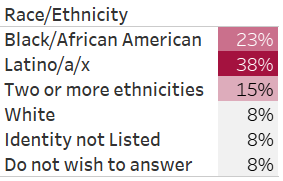 Race/Ethnicity
Black/African American 23%
Latino/a/x 38%
Two or more ethnicities 15%
White 8%
Identity not Listed 8%
Do not wish to answer 8%